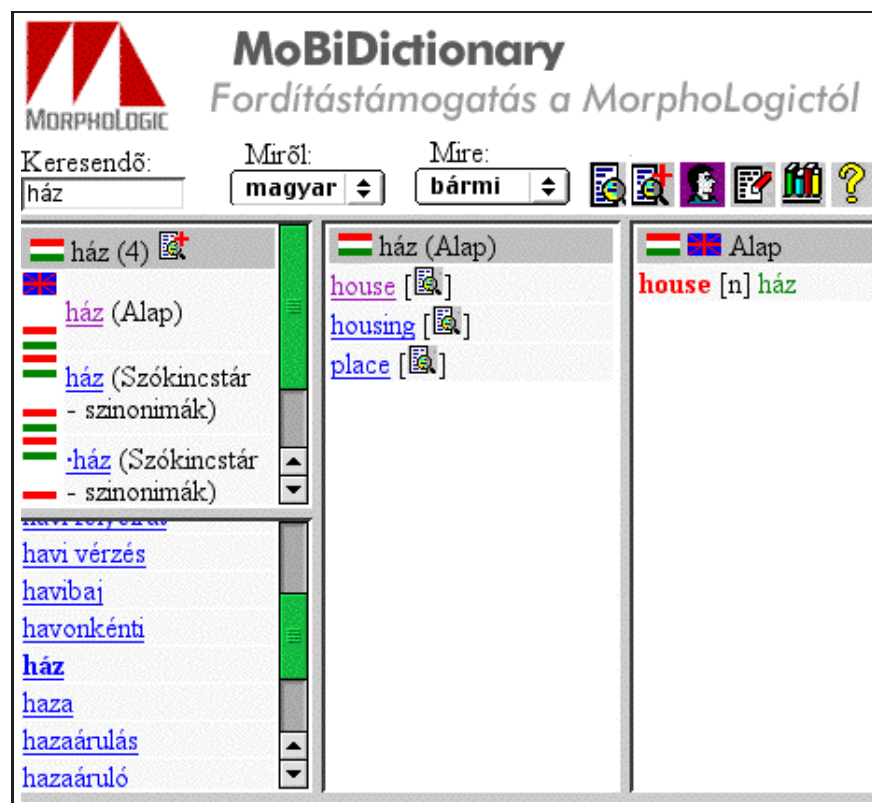 MoBiDictionary
Fordítástámogatás a MorphoLogictól
MORPHOLOGIC
Keresendő:
Miről:
Mire:
ház
magyar
bármi
ház (4)
ház (Alap)
ház (Szókincstár
- szinonimák)
·ház (Szókincstár
- szinonimák)
havi vérzés
havibaj
havonkénti
ház
haza
hazaárulás
hazaáruló
ház (Alap)
house [ ]
housing [ ]
place [ ]
Alap
house [n] ház